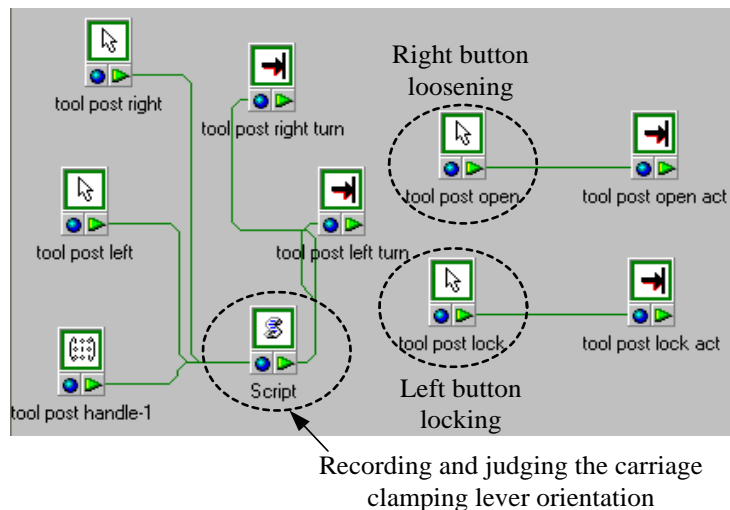 Right button
loosening
tool post right
tool post right turn
tool post open
tool post open act
tool post left
tool post left turn
tool post lock
tool post lock act
Script
Left button
locking
tool post handle-1
Recording and judging the carriage
clamping lever orientation